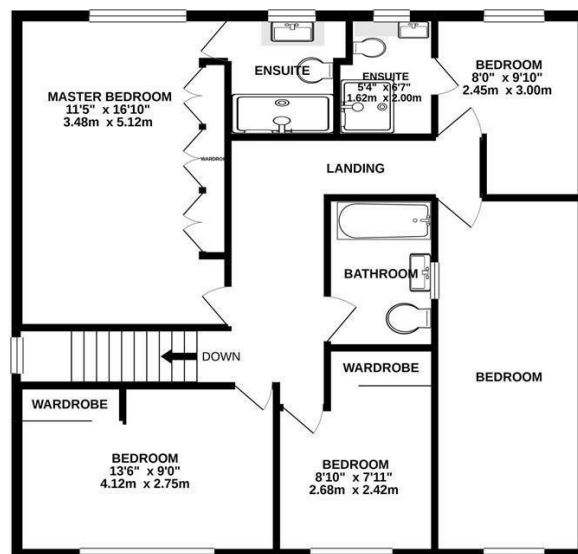 MASTER BEDROOM
11'5" x 16'10"
3.48m x 5.12m
WARDROBE
ENSUITE
ENSUITE
5'4" x 6'7"
1.62m x 2.00m
BEDROOM
8'0" x 9'10"
2.45m x 3.00m
LANDING
BATHROOM
DOWN
WARDROBE
BEDROOM
13'6" x 9'0"
4.12m x 2.75m
WARDROBE
BEDROOM
8'10" x 7'11"
2.68m x 2.42m
BEDROOM